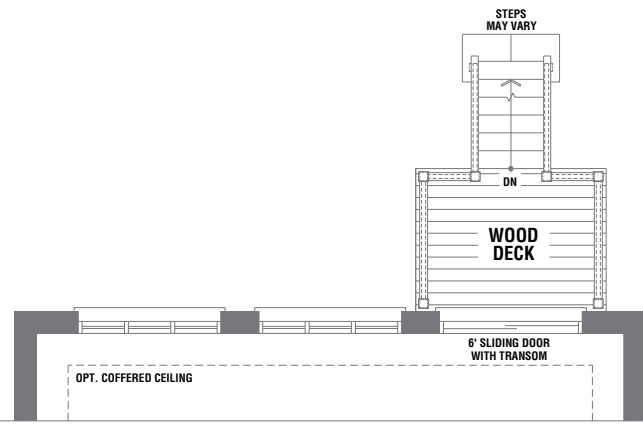 STEPS
MAY VARY
DN
WOOD
DECK
6' SLIDING DOOR
WITH TRANSOM
OPT. COFFERED CEILING